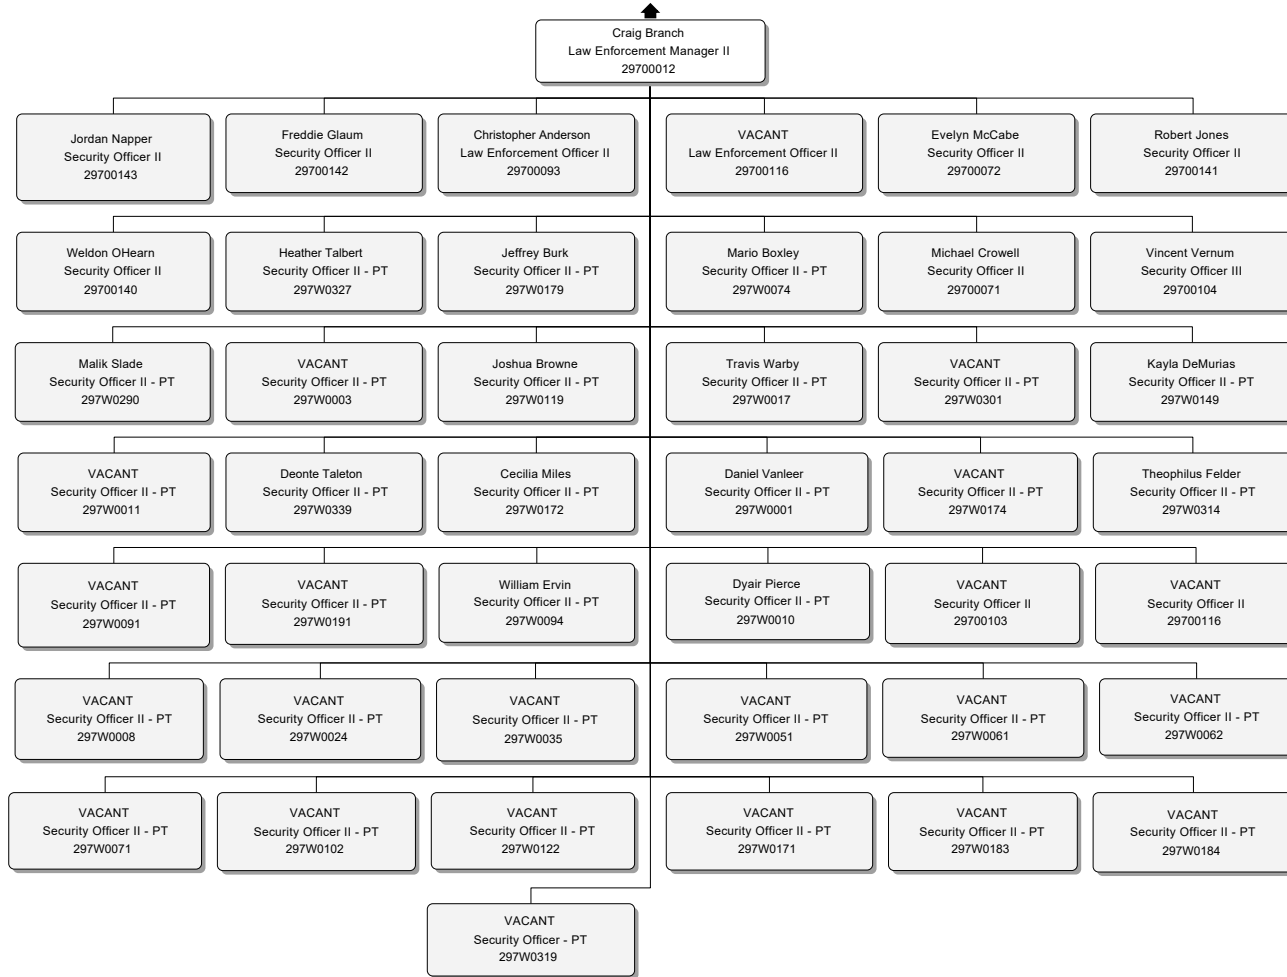 Craig Branch
Law Enforcement Manager II
29700012
Jordan Napper
Security Officer II
29700143
Freddie Glaum
Security Officer II
29700142
Christopher Anderson
Law Enforcement Officer II
29700093
VACANT
Law Enforcement Officer II
29700116
Evelyn McCabe
Security Officer II
29700072
Robert Jones
Security Officer II
29700141
Weldon OHearn
Security Officer II
29700140
Heather Talbert
Security Officer II - PT
297W0327
Jeffrey Burk
Security Officer II - PT
297W0179
Mario Boxley
Security Officer II - PT
297W0074
Michael Crowell
Security Officer II
29700071
Vincent Vernum
Security Officer III
29700104
Malik Slade
Security Officer II - PT
297W0290
VACANT
Security Officer II - PT
297W0003
Joshua Browne
Security Officer II - PT
297W0119
Travis Warby
Security Officer II - PT
297W0017
VACANT
Security Officer II - PT
297W0301
Kayla DeMurias
Security Officer II - PT
297W0149
VACANT
Security Officer II - PT
297W0011
Deonte Taleton
Security Officer II - PT
297W0339
Cecilia Miles
Security Officer II - PT
297W0172
Daniel Vanleer
Security Officer II - PT
297W0001
VACANT
Security Officer II - PT
297W0174
Theophilus Felder
Security Officer II - PT
297W0314
VACANT
Security Officer II - PT
297W0091
VACANT
Security Officer II - PT
297W0191
William Ervin
Security Officer II - PT
297W0094
Dyair Pierce
Security Officer II - PT
297W0010
VACANT
Security Officer II
29700103
VACANT
Security Officer II
29700116
VACANT
Security Officer II - PT
297W0008
VACANT
Security Officer II - PT
297W0024
VACANT
Security Officer II - PT
297W0035
VACANT
Security Officer II - PT
297W0051
VACANT
Security Officer II - PT
297W0061
VACANT
Security Officer II - PT
297W0062
VACANT
Security Officer II - PT
297W0071
VACANT
Security Officer II - PT
297W0102
VACANT
Security Officer II - PT
297W0122
VACANT
Security Officer II - PT
297W0171
VACANT
Security Officer II - PT
297W0183
VACANT
Security Officer II - PT
297W0184
VACANT
Security Officer - PT
297W0319